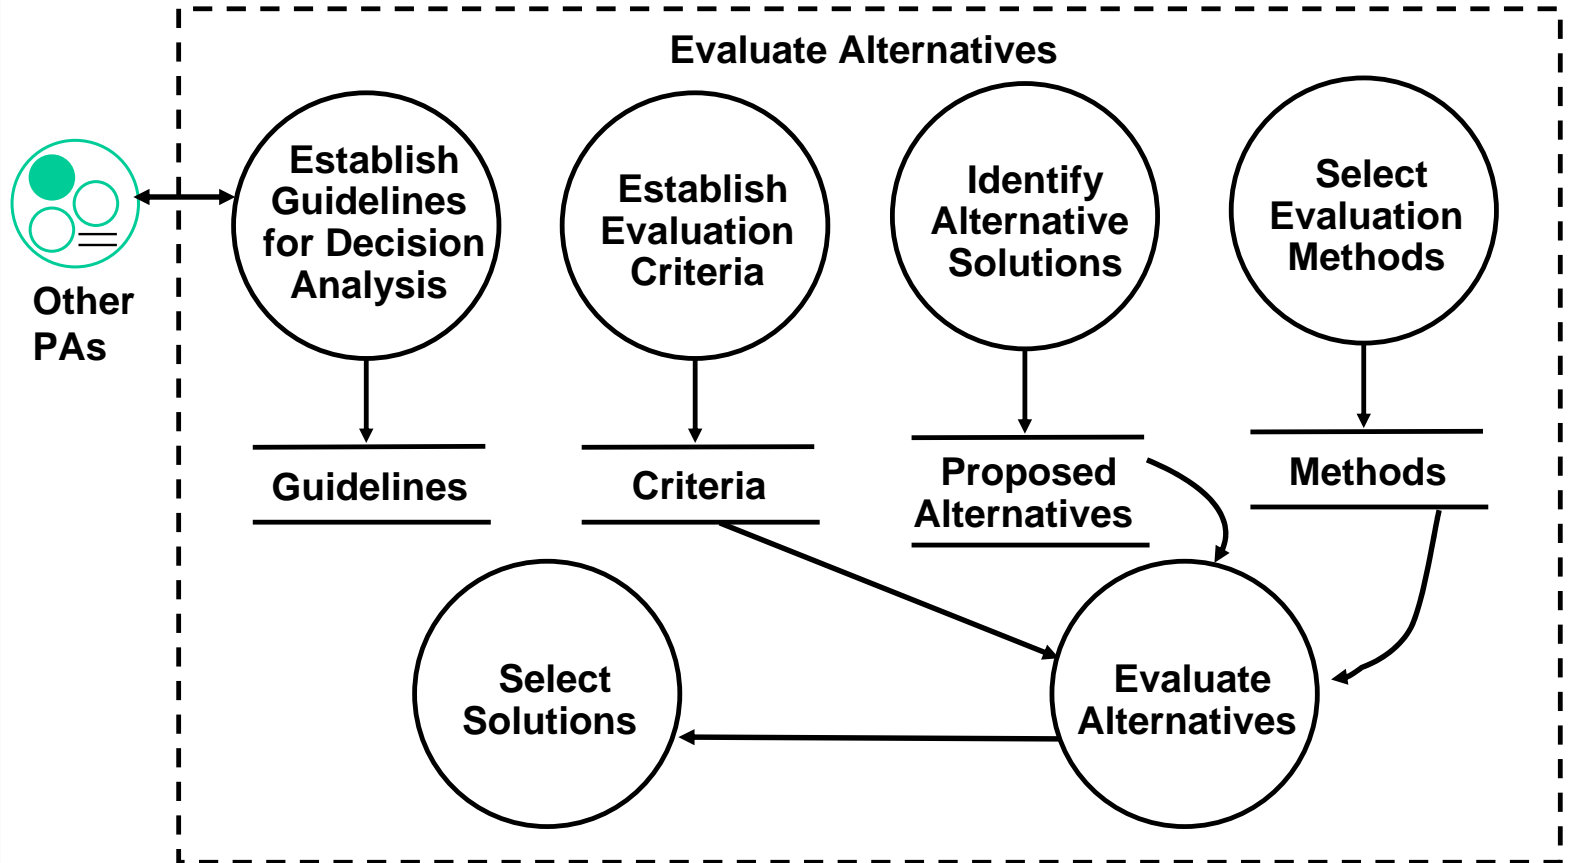 Evaluate Alternatives
Establish
Guidelines
for Decision
Analysis
Establish
Evaluation
Criteria
Identify
Alternative
Solutions
Select
Evaluation
Methods
Other
PAs
Guidelines
Criteria
Proposed
Alternatives
Methods
Select
Solutions
Evaluate
Alternatives